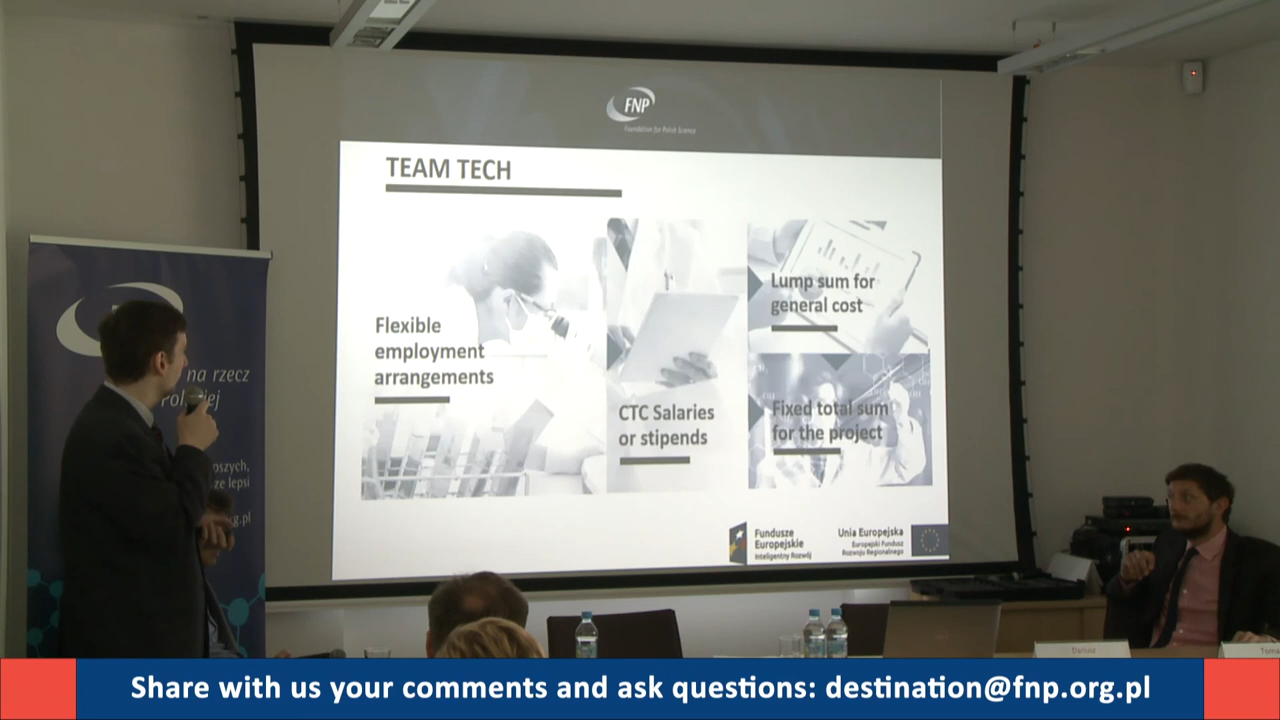 FNP
Foundation for Polish Science
TEAM TECH
Flexible
employment
arrangements
CTC Salaries
or stipends
Lump sum for
general cost
Fixed total sum
for the project
Fundusze
Europejskie
Inteligentny Rozwój
Unia Europejska
Europejski Fundusz
Rozwoju Regionalnego
na rzecz
Dariusz
Share with us your comments and ask questions: destination@fnp.org.pl